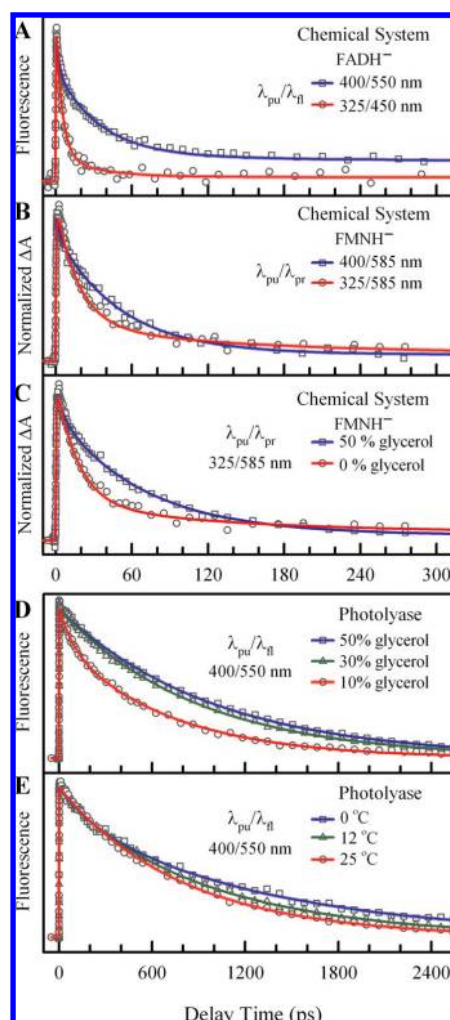 A
Fluorescence
Chemical System
FADH⁻
λpu/λfl
400/550 nm
325/450 nm
B
Normalized ΔA
Chemical System
FMNH⁻
λpu/λpr
400/585 nm
325/585 nm
C
Normalized ΔA
Chemical System
λpu/λpr
FMNH⁻
325/585 nm
50 % glycerol
0 % glycerol
0 60 120 180 240 300
D
Fluorescence
Photolyase
λpu/λfl
400/550 nm
50% glycerol
30% glycerol
10% glycerol
E
Fluorescence
Photolyase
λpu/λfl
400/550 nm
0 °C
12 °C
25 °C
0 600 1200 1800 2400
Delay Time (ps)